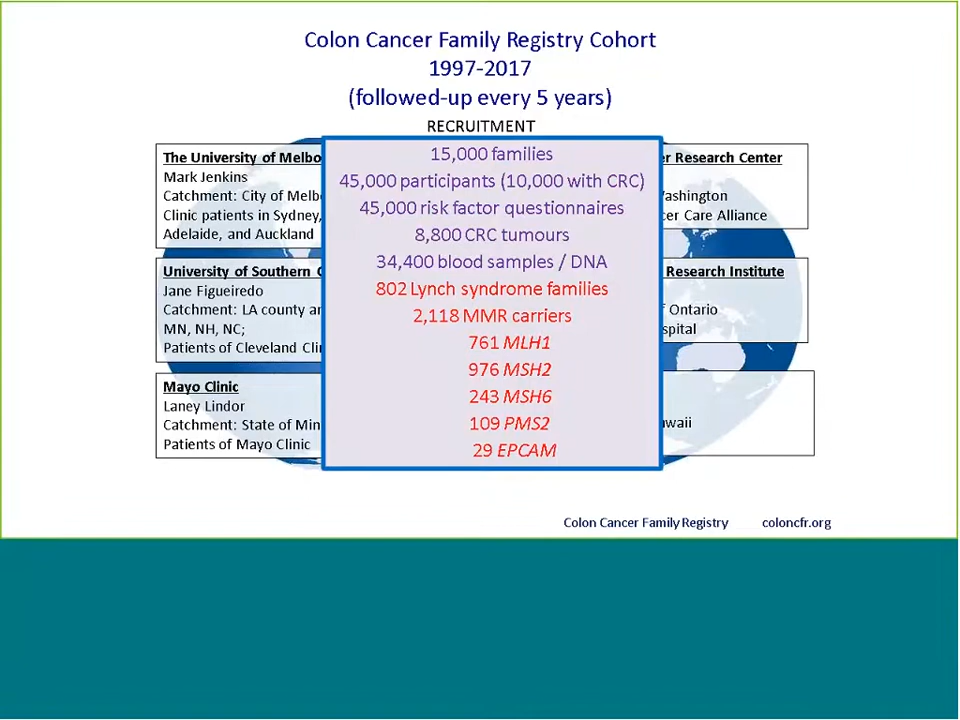 Colon Cancer Family Registry Cohort
1997-2017
(followed-up every 5 years)
RECRUITMENT
The University of Melbo
Mark Jenkins
Catchment: City of Melb
Clinic patients in Sydney,
Adelaide, and Auckland
University of Southern C
Jane Figueiredo
Catchment: LA county ar
MN, NH, NC;
Patients of Cleveland Clin
Mayo Clinic
Laney Lindor
Catchment: State of Min
Patients of Mayo Clinic
15,000 families
45,000 participants (10,000 with CRC)
45,000 risk factor questionnaires
8,800 CRC tumours
34,400 blood samples / DNA
802 Lynch syndrome families
2,118 MMR carriers
761 MLH1
976 MSH2
243 MSH6
109 PMS2
29 EPCAM
er Research Center
ashington
cer Care Alliance
Research Institute
Ontario
spital
waii
Colon Cancer Family Registry coloncfr.org